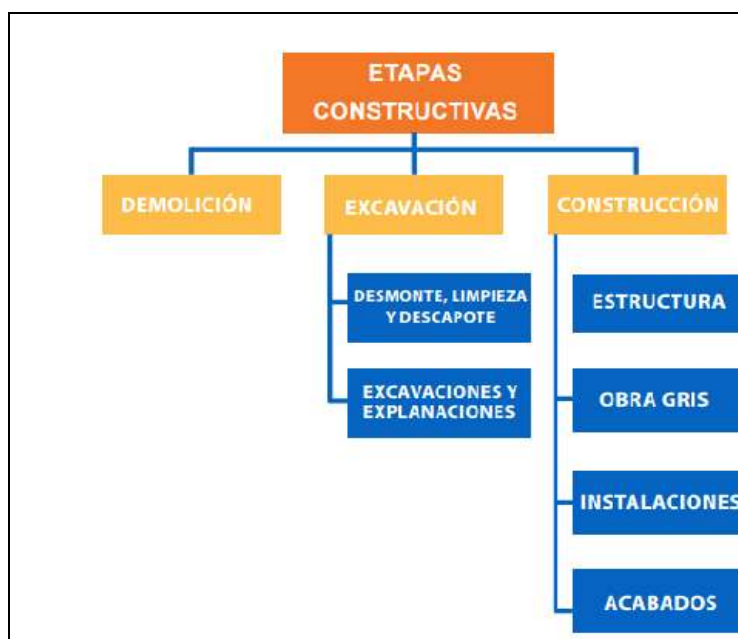 ETAPAS
CONSTRUCTIVAS
DEMOLICIÓN
EXCAVACIÓN
CONSTRUCCIÓN
DESMONTE, LIMPIEZA
Y DESCAPOTE
EXCAVACIONES Y
EXPLANACIONES
ESTRUCTURA
OBRA GRIS
INSTALACIONES
ACABADOS